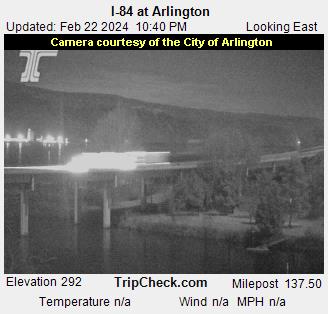 I-84 at Arlington
Updated: Feb 22 2024 10:40 PM Looking East
Camera courtesy of the City of Arlington
Elevation 292 TripCheck.com Milepost 137.50
Temperature n/a Wind n/a MPH n/a